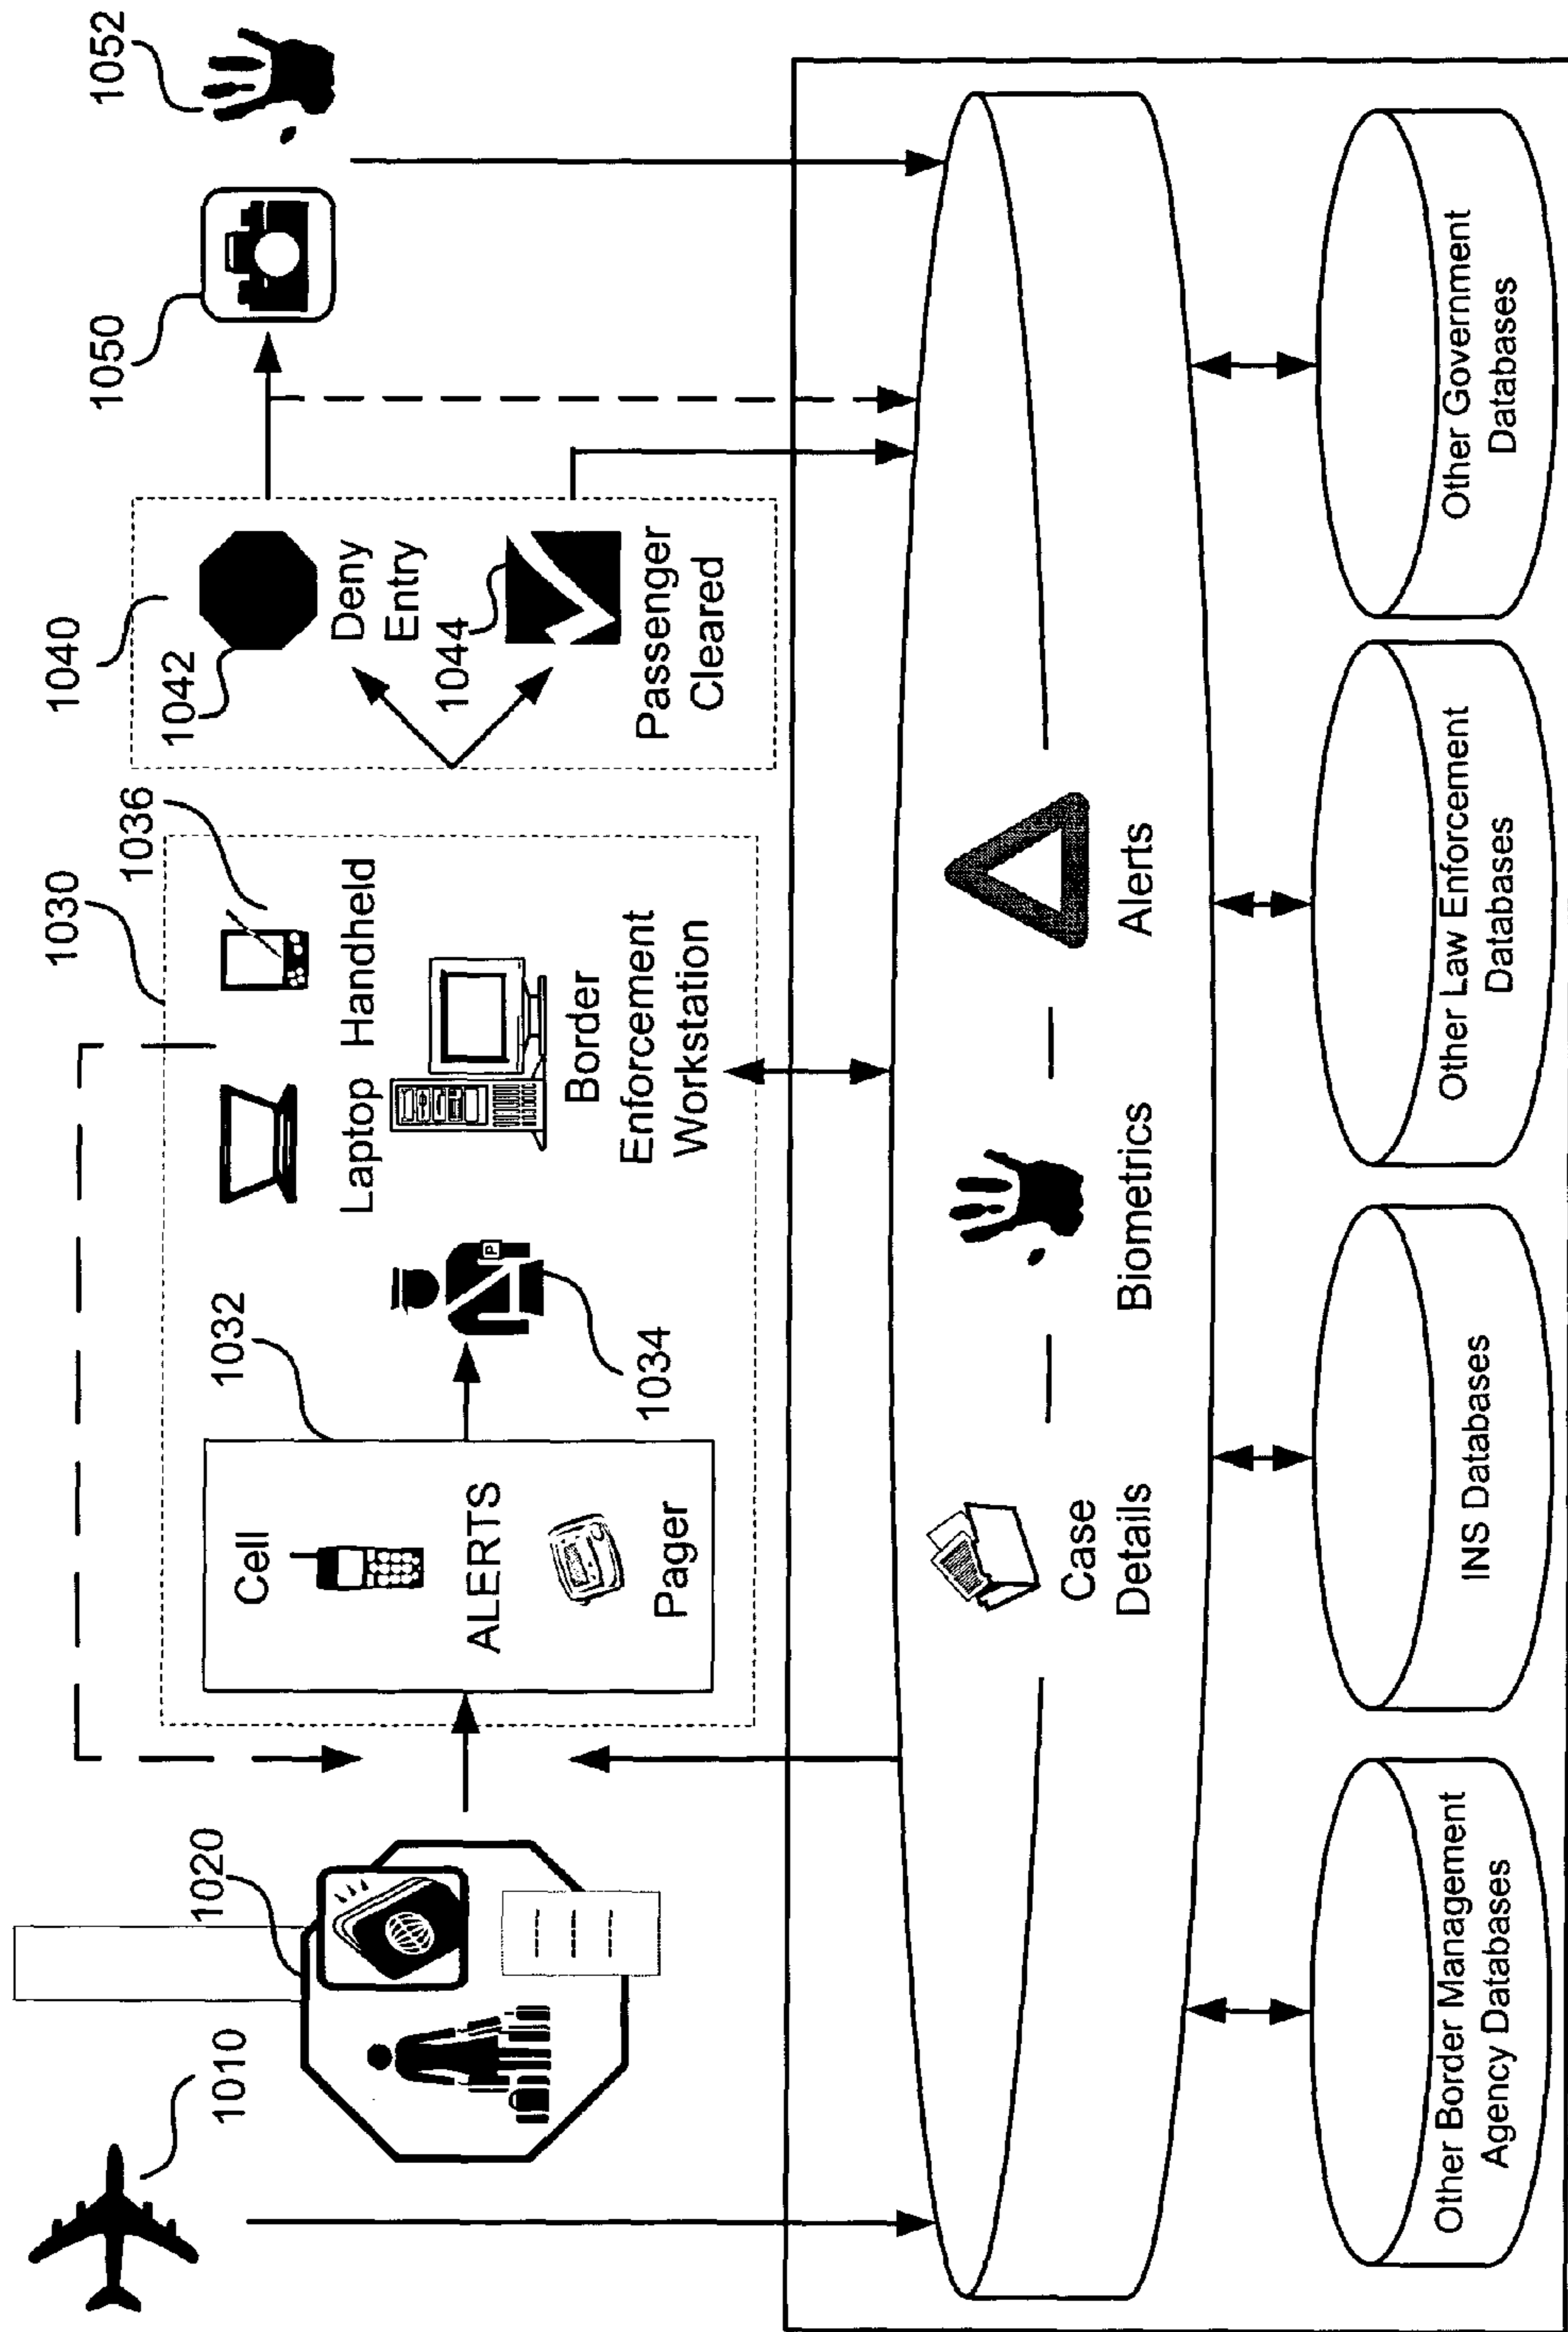 1010
1020
1030
1032
Cell
ALERTS
Pager
1034
1036
Laptop
Handheld
Border
Enforcement
Workstation
1040
1042
Deny
Entry
1044
Passenger
Cleared
1050
1052
P
Case
Details
Biometrics
Alerts
Other Border Management
Agency Databases
INS Databases
Other Law Enforcement
Databases
Other Government
Databases